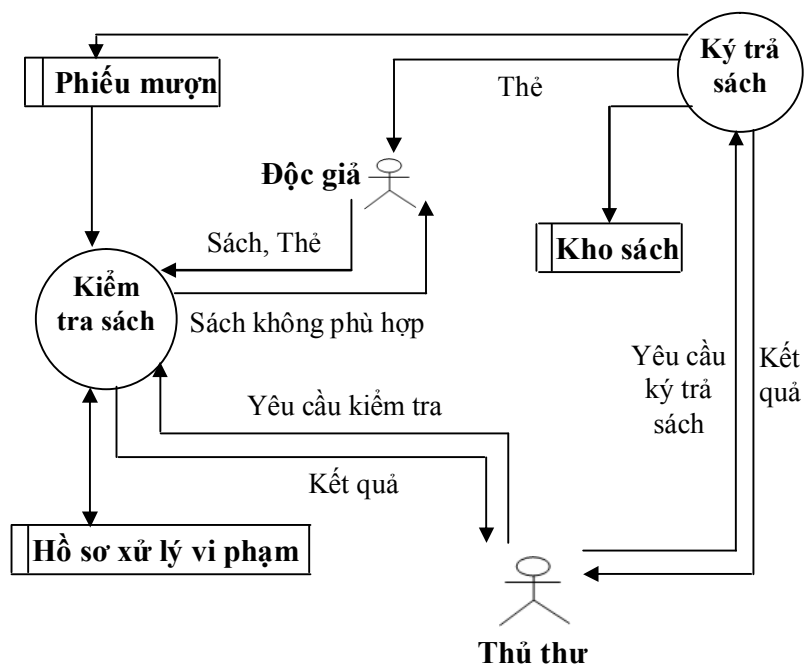 Ký trả
sách
Phiếu mượn
Thẻ
Độc giả
Sách, Thẻ
Kho sách
Kiểm
tra sách
Sách không phù hợp
Yêu cầu
ký trả
sách
Kết
quả
Yêu cầu kiểm tra
Kết quả
Hồ sơ xử lý vi phạm
Thủ thư